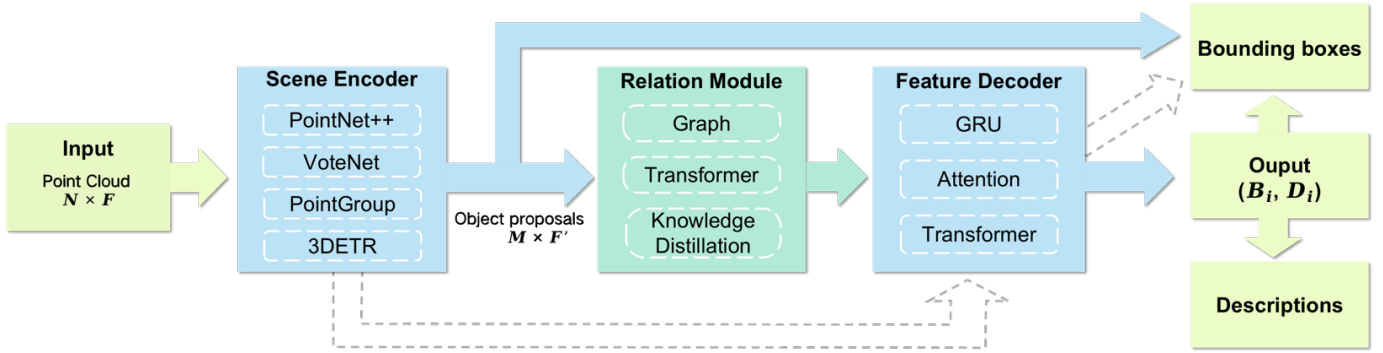 Input
Point Cloud
N × F
Scene Encoder
PointNet++
VoteNet
PointGroup
3DETR
Object proposals
M × F'
Relation Module
Graph
Transformer
Knowledge
Distillation
Feature Decoder
GRU
Attention
Transformer
Bounding boxes
Ouput
(Bᵢ, Dᵢ)
Descriptions